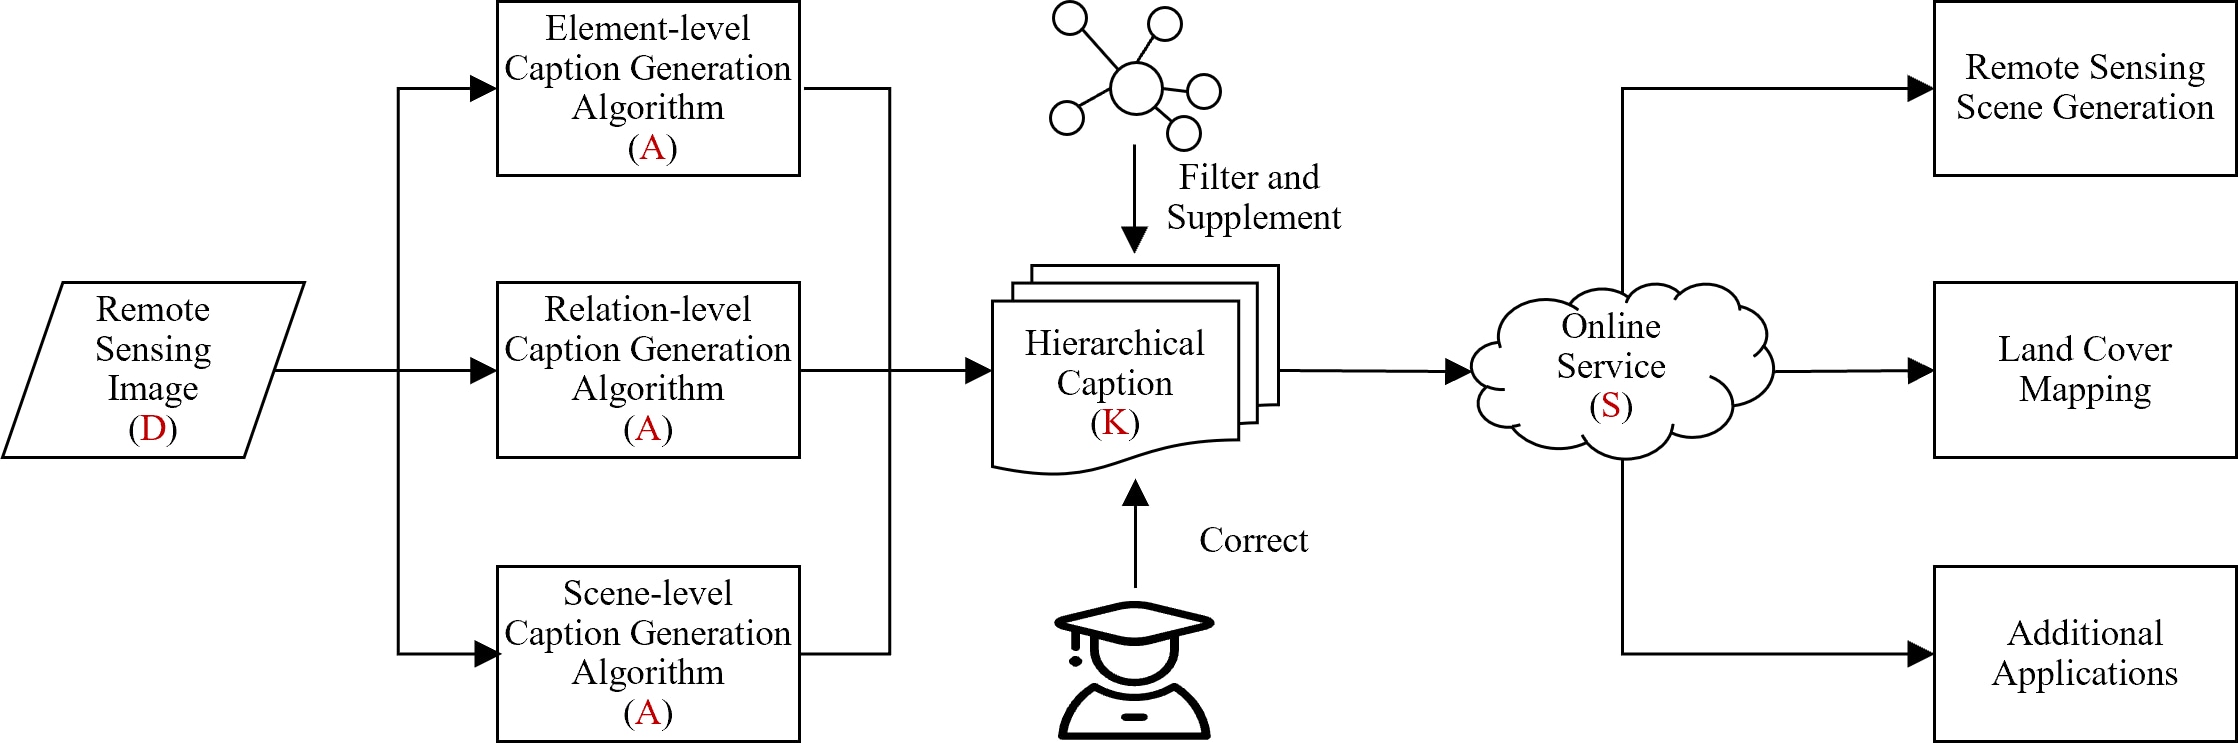 Remote
Sensing
Image
(D)
Element-level
Caption Generation
Algorithm
(A)
Relation-level
Caption Generation
Algorithm
(A)
Scene-level
Caption Generation
Algorithm
(A)
Filter and
Supplement
Hierarchical
Caption
(K)
Correct
Online
Service
(S)
Remote Sensing
Scene Generation
Land Cover
Mapping
Additional
Applications